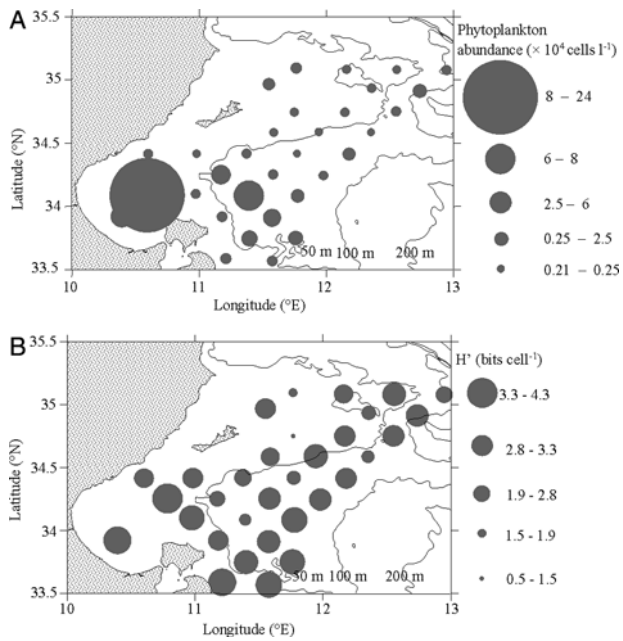 A
35.5
35
34.5
34
33.5
Latitude (°N)
10
11
12
13
Longitude (°E)
50 m 100 m 200 m
Phytoplankton
abundance (× 10⁴ cells l⁻¹)
8 – 24
6 – 8
2.5 – 6
0.25 – 2.5
0.21 – 0.25
B
35.5
35
34.5
34
33.5
Latitude (°N)
10
11
12
13
Longitude (°E)
50 m 100 m 200 m
H' (bits cell⁻¹)
3.3 - 4.3
2.8 - 3.3
1.9 - 2.8
1.5 - 1.9
0.5 - 1.5